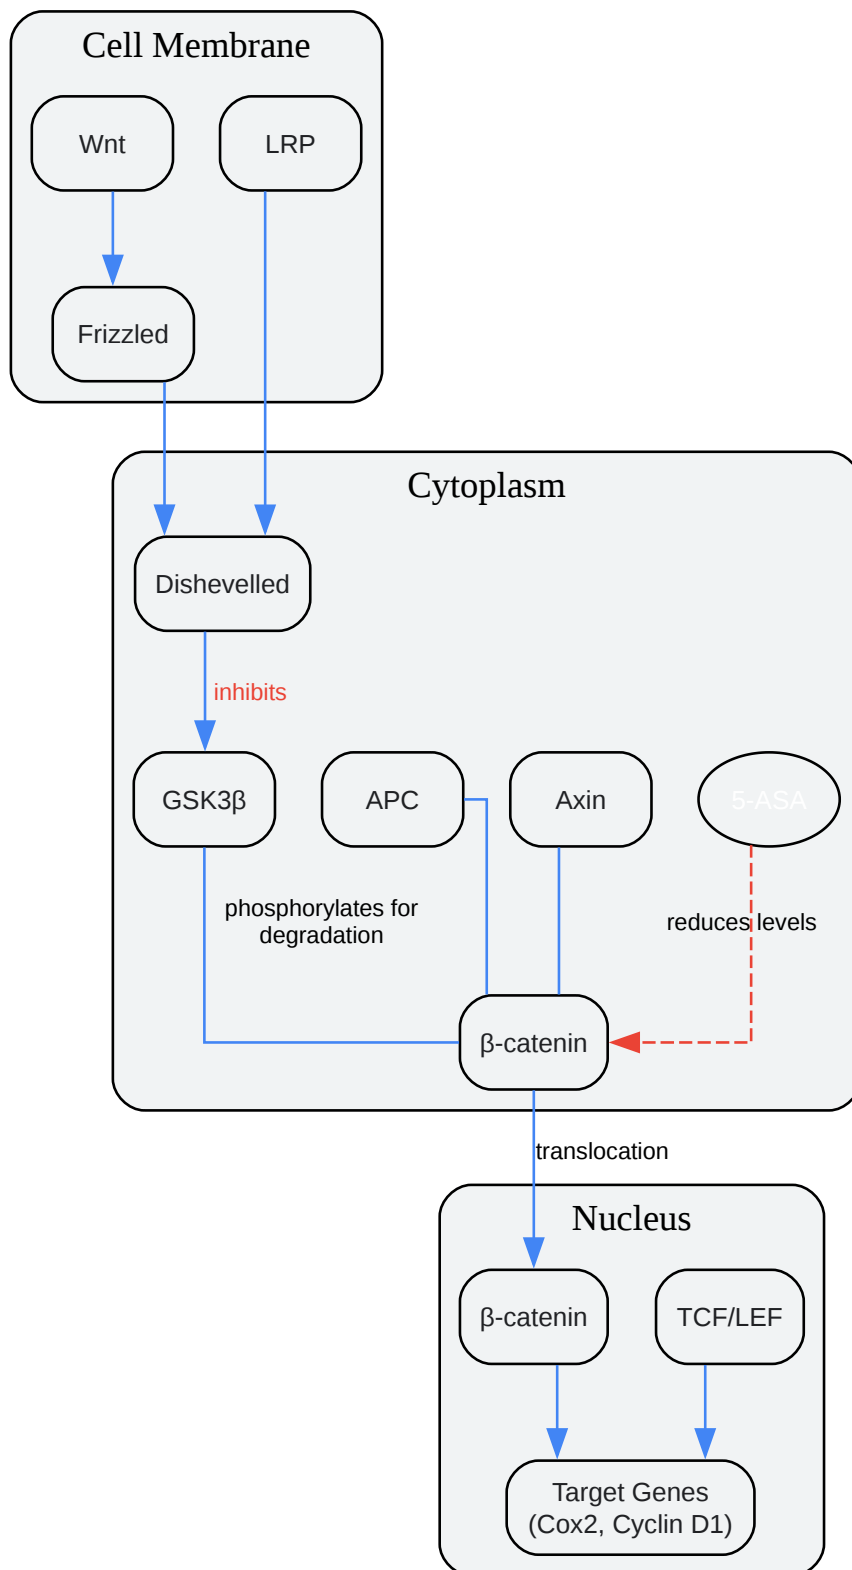 Cell Membrane
Wnt
LRP
Frizzled
Cytoplasm
Dishevelled
inhibits
GSK3β
APC
Axin
5-ASA
phosphorylates for
degradation
reduces levels
β-catenin
translocation
Nucleus
β-catenin
TCF/LEF
Target Genes
(Cox2, Cyclin D1)